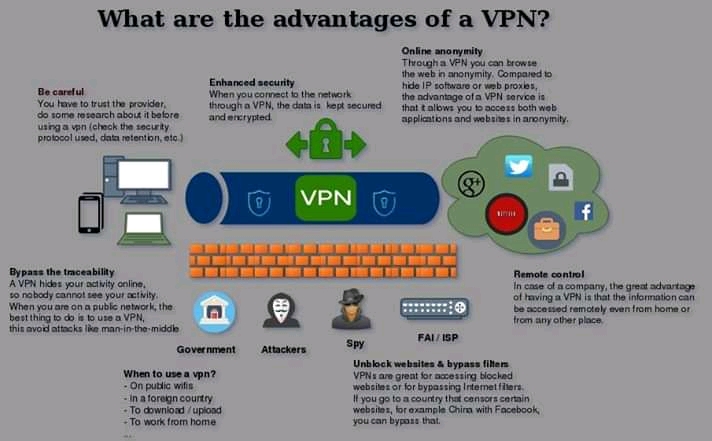 What are the advantages of a VPN?
Online anonymity
Through a VPN you can browse
the web in anonymity. Compared to
hide IP software or web proxies,
the advantage of a VPN service is
that it allows you to access both web
applications and websites in anonymity.
Enhanced security
When you connect to the network
through a VPN, the data is kept secured
and encrypted.
Be careful
You have to trust the provider,
do some research about it before
using a vpn (check the security
protocol used, data retention, etc.)
VPN
g+
NETFLIX
f
Bypass the traceability
A VPN hides your activity online,
so nobody cannot see your activity.
When you are on a public network, the
best thing to do is to use a VPN,
this avoid attacks like man-in-the-middle
Remote control
In case of a company, the great advantage
of having a VPN is that the information can
be accessed remotely even from home or
from any other place.
Government
Attackers
Spy
FAI / ISP
When to use a vpn?
- On public wifis
- In a foreign country
- To download / upload
- To work from home
...
Unblock websites & bypass filters
VPNs are great for accessing blocked
websites or for bypassing Internet filters.
If you go to a country that censors certain
websites, for example China with Facebook,
you can bypass that.